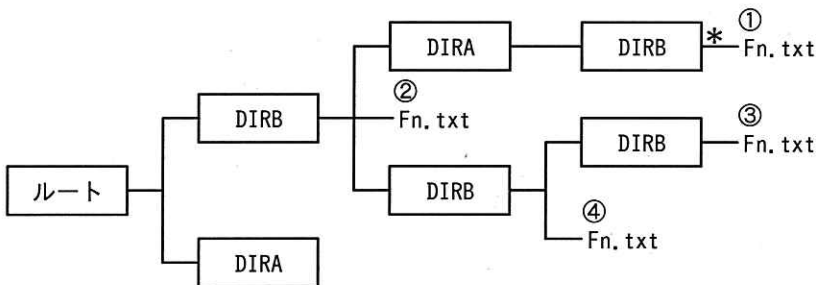 ①
DIRA
DIRB
*
Fn.txt
②
DIRB
Fn.txt
③
DIRB
Fn.txt
ルート
DIRB
④
Fn.txt
DIRA